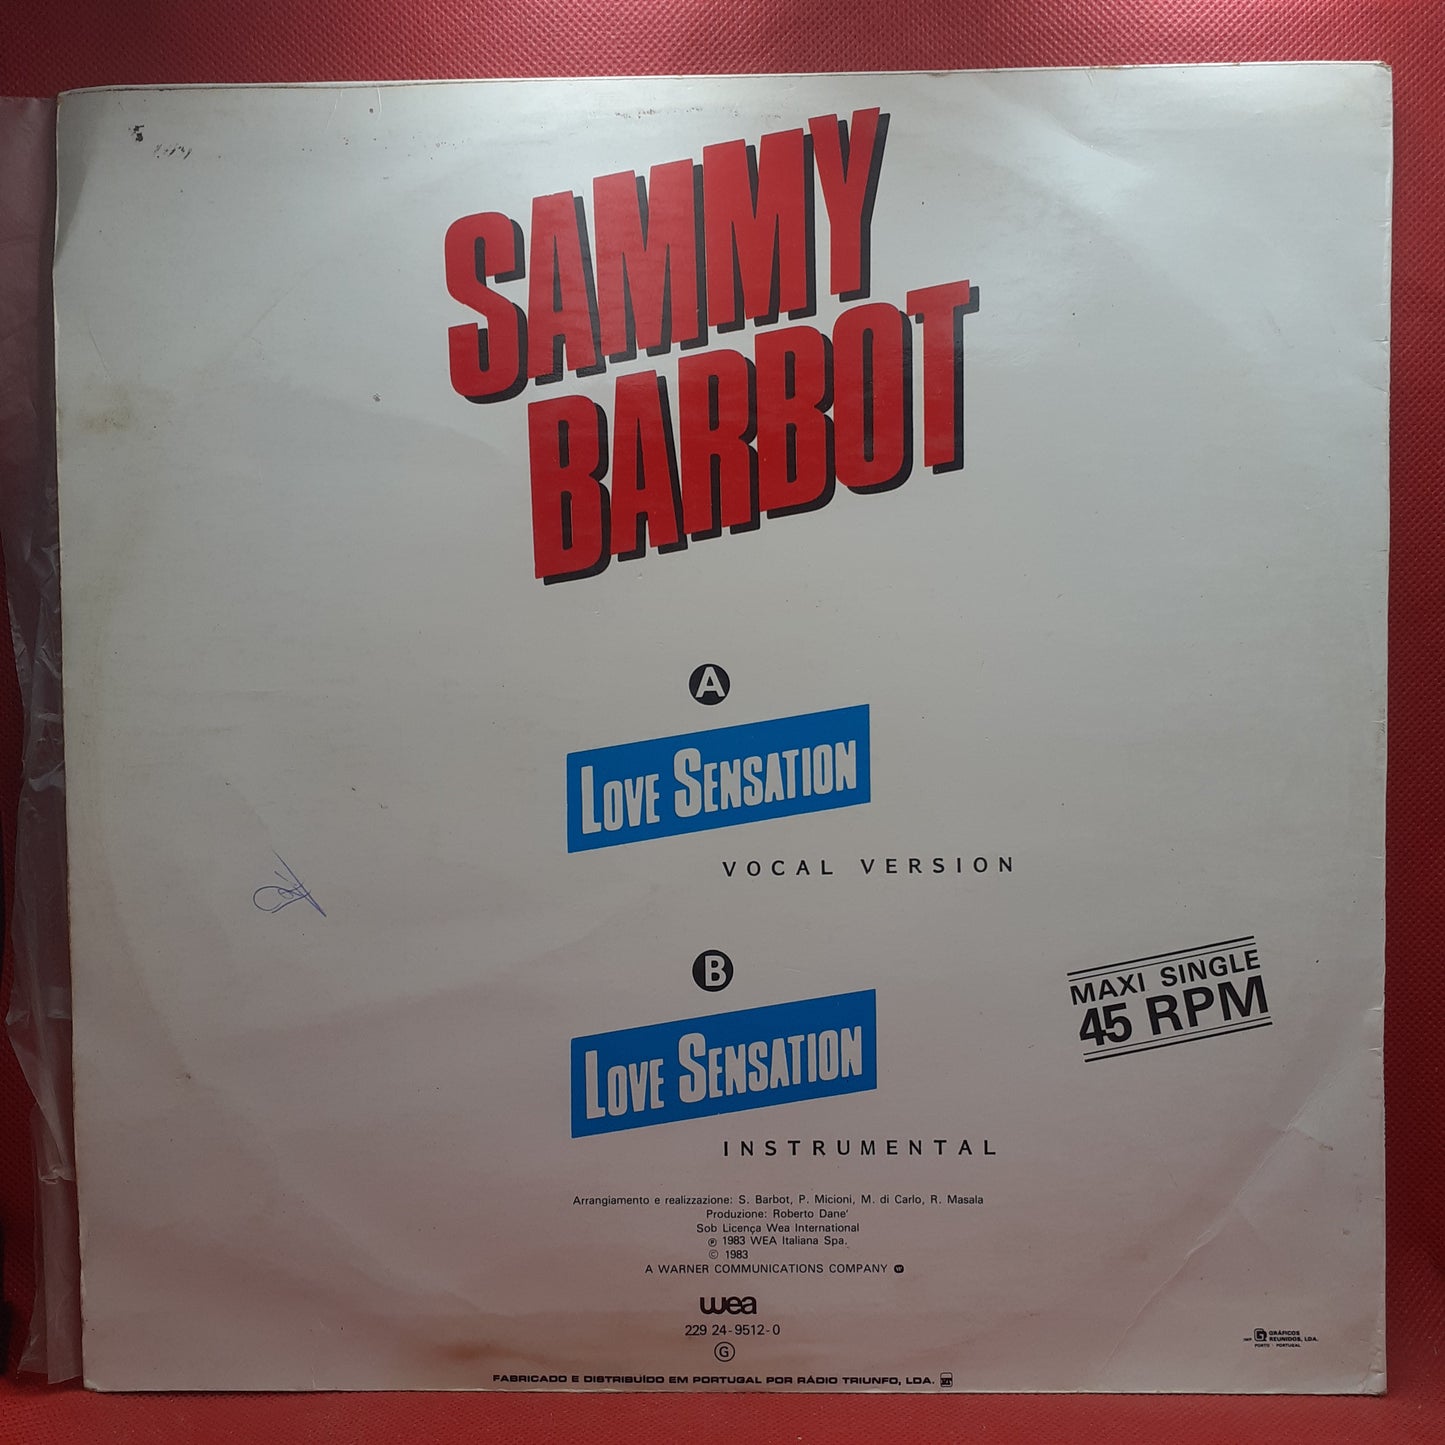 SAMMY
BARBOT
A
LOVE SENSATION
VOCAL VERSION
B
LOVE SENSATION
INSTRUMENTAL
MAXI SINGLE
45 RPM
Arrangiamento e realizzazione: S. Barbot, P. Micioni, M. di Carlo, R. Masala
Produzione: Roberto Dane´
Sob Licença Wea International
℗ 1983 WEA Italiana Spa.
© 1983
A WARNER COMMUNICATIONS COMPANY
wea
229 24-9512-0
G
GRÁFICOS
REUNIDOS, LDA.
PORTO - PORTUGAL
FABRICADO E DISTRIBUÍDO EM PORTUGAL POR RÁDIO TRIUNFO, LDA.